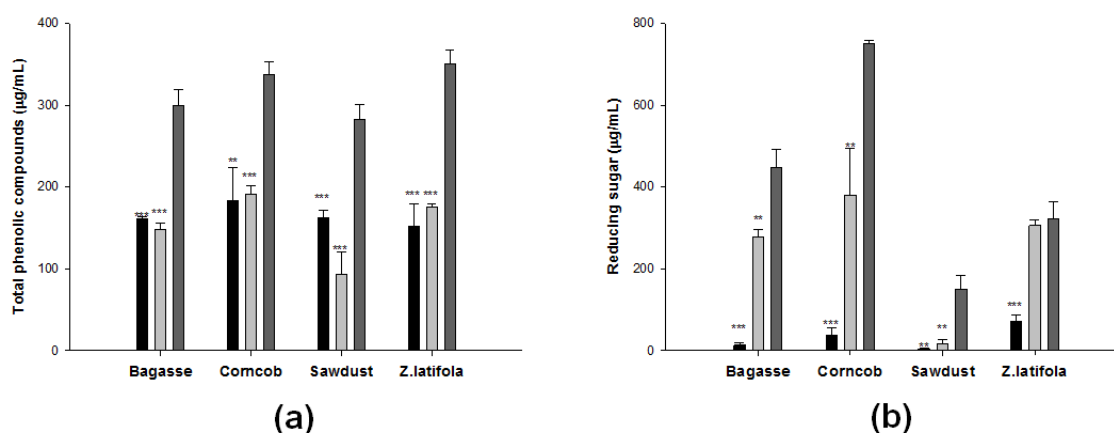 Total phenolic compounds (µg/mL)
400
300
200
100
0
***
***
**
***
***
***
***
***
Bagasse
Corncob
Sawdust
Z.latifola
(a)
Reducing sugar (µg/mL)
800
600
400
200
0
***
**
***
**
**
**
***
Bagasse
Corncob
Sawdust
Z.latifola
(b)